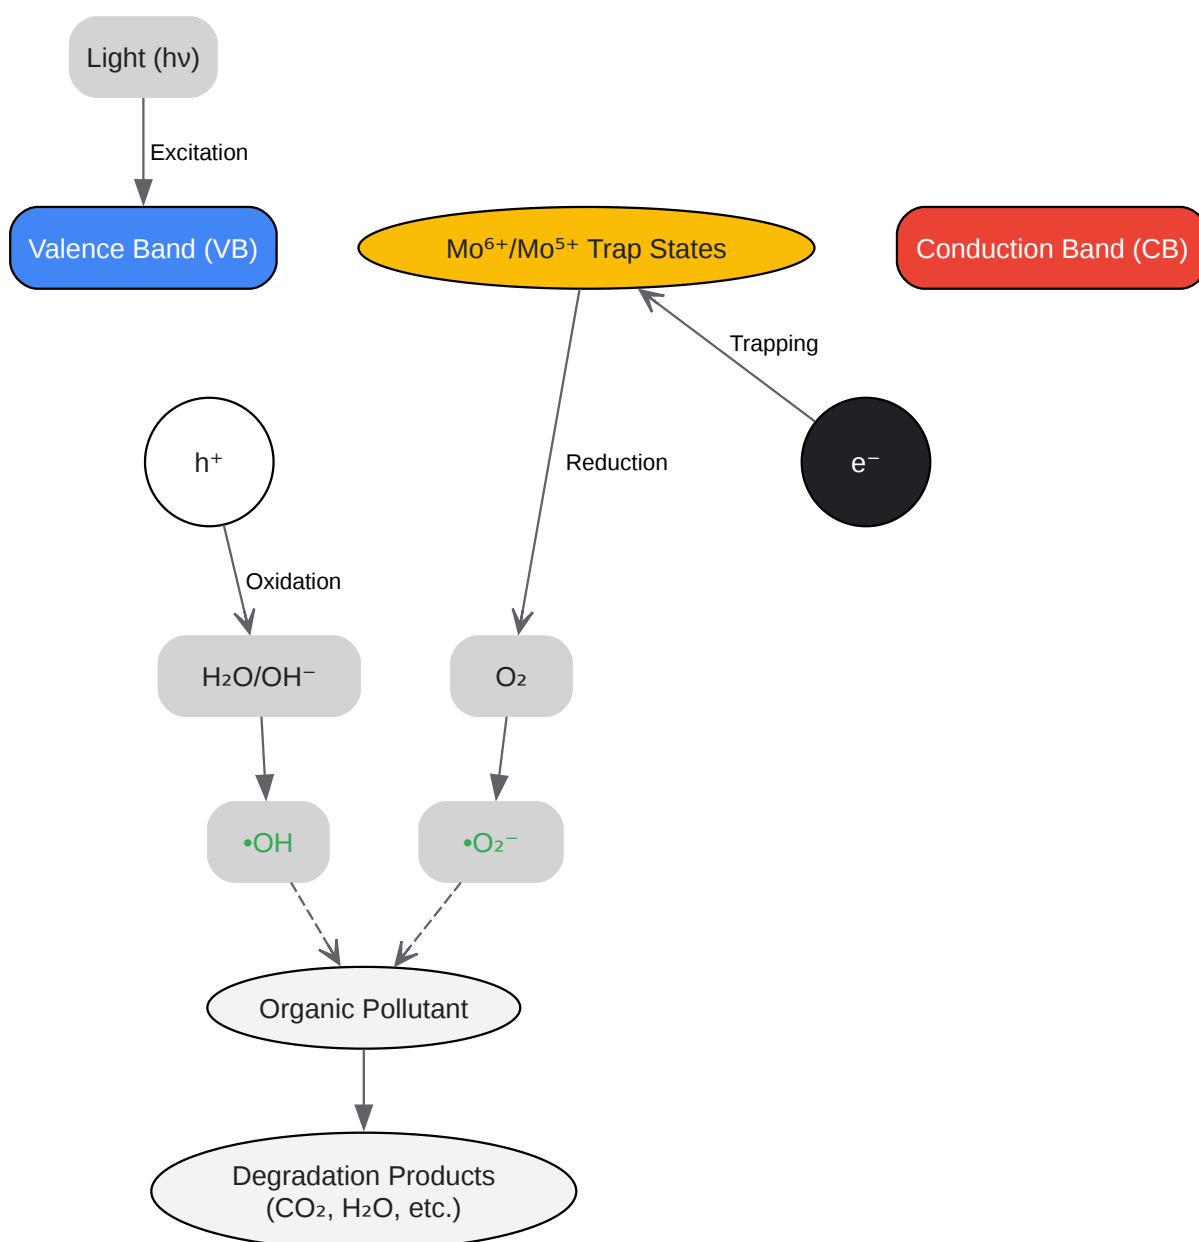 Light (hν)
Excitation
Valence Band (VB)
Mo⁶⁺/Mo⁵⁺ Trap States
Conduction Band (CB)
Trapping
h⁺
Reduction
e⁻
Oxidation
H₂O/OH⁻
O₂
•OH
•O₂⁻
Organic Pollutant
Degradation Products
(CO₂, H₂O, etc.)